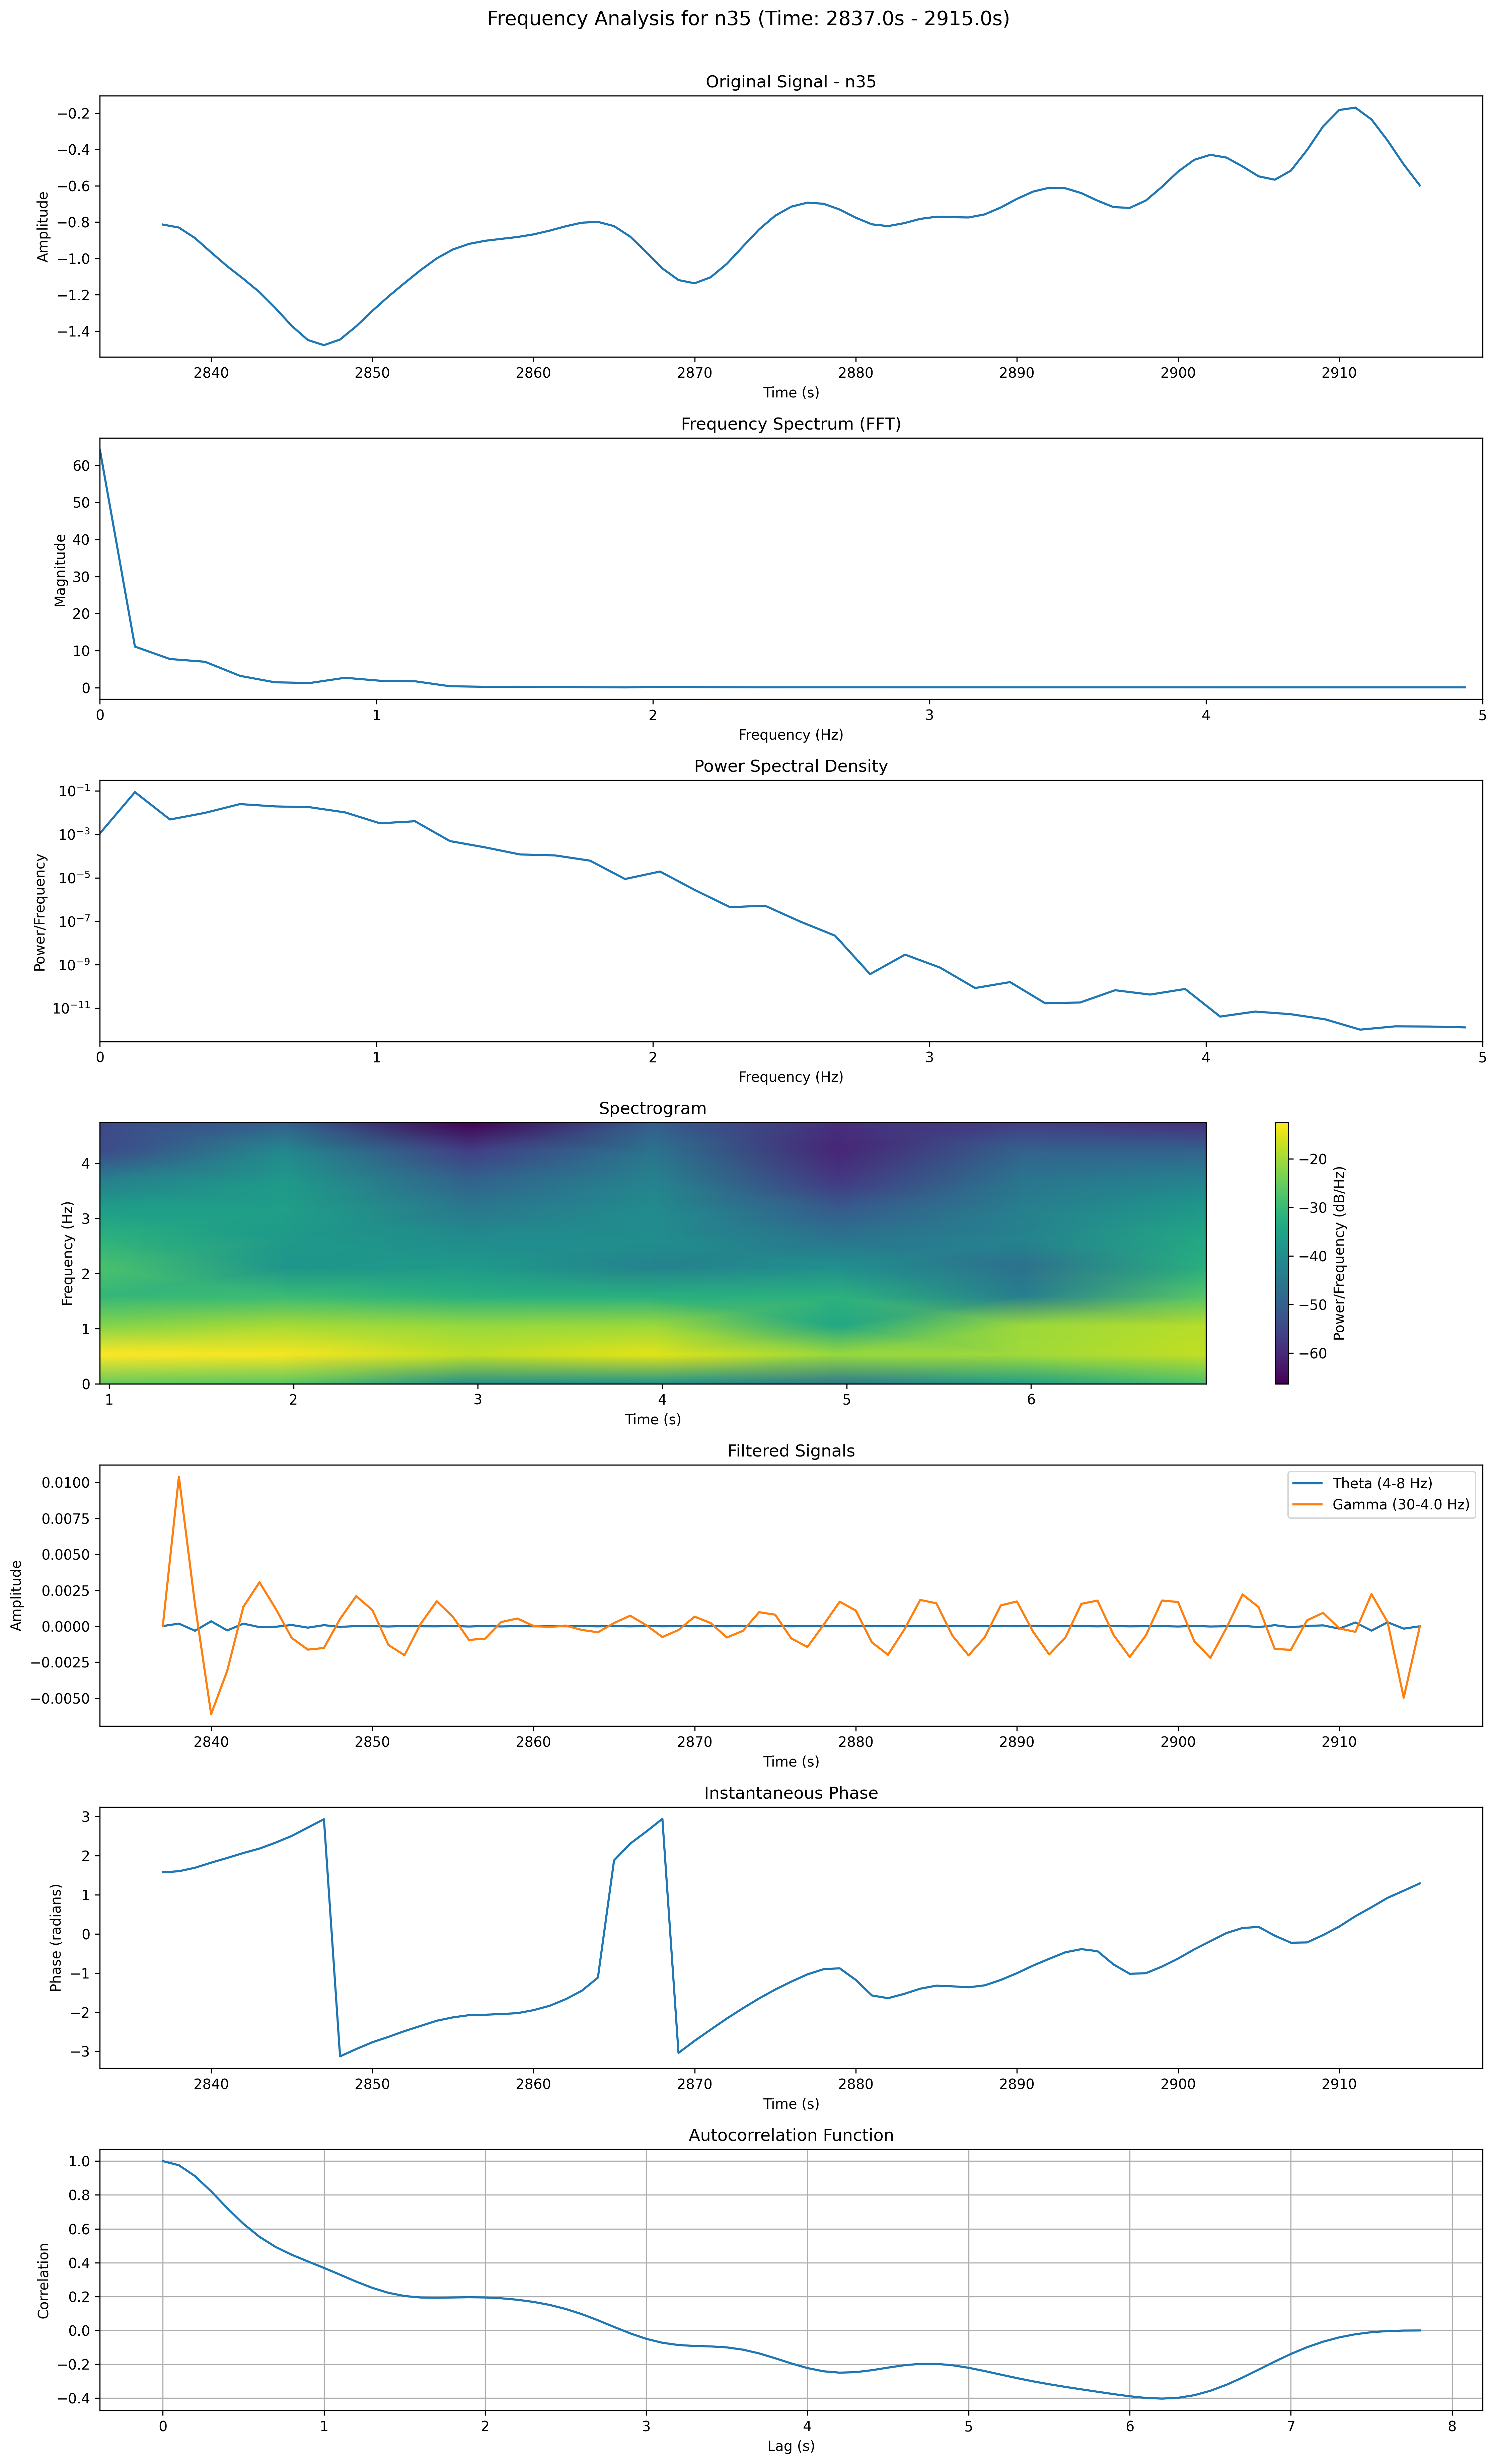 Frequency Analysis for n35 (Time: 2837.0s - 2915.0s)
Original Signal - n35
Amplitude
−0.2
−0.4
−0.6
−0.8
−1.0
−1.2
−1.4
2840 2850 2860 2870 2880 2890 2900 2910
Time (s)
Frequency Spectrum (FFT)
Magnitude
60
50
40
30
20
10
0
0 1 2 3 4 5
Frequency (Hz)
Power Spectral Density
Power/Frequency
10⁻¹
10⁻³
10⁻⁵
10⁻⁷
10⁻⁹
10⁻¹¹
0 1 2 3 4 5
Frequency (Hz)
Spectrogram
Frequency (Hz)
4
3
2
1
0
1 2 3 4 5 6
Time (s)
−20
−30
−40
−50
−60
Power/Frequency (dB/Hz)
Filtered Signals
Amplitude
0.0100
0.0075
0.0050
0.0025
0.0000
−0.0025
−0.0050
Theta (4-8 Hz)
Gamma (30-4.0 Hz)
2840 2850 2860 2870 2880 2890 2900 2910
Time (s)
Instantaneous Phase
Phase (radians)
3
2
1
0
−1
−2
−3
2840 2850 2860 2870 2880 2890 2900 2910
Time (s)
Autocorrelation Function
Correlation
1.0
0.8
0.6
0.4
0.2
0.0
−0.2
−0.4
0 1 2 3 4 5 6 7 8
Lag (s)